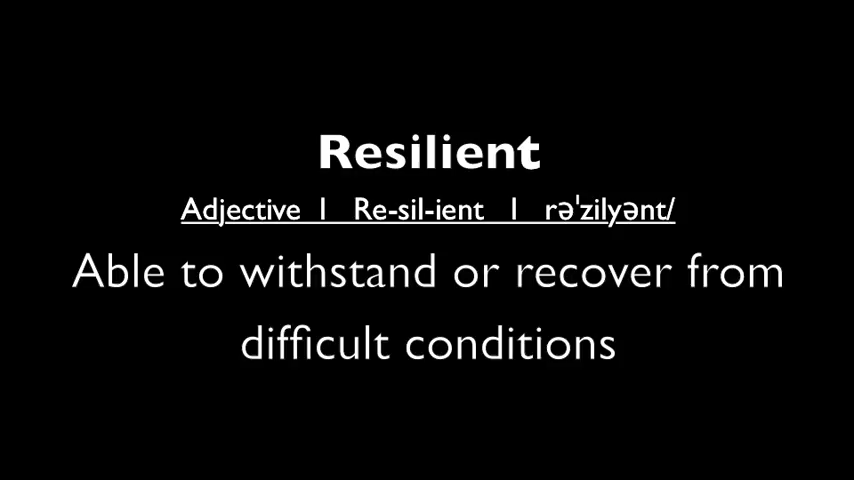 Resilient
Adjective | Re-sil-ient | rəˈzilyənt/
Able to withstand or recover from
difficult conditions